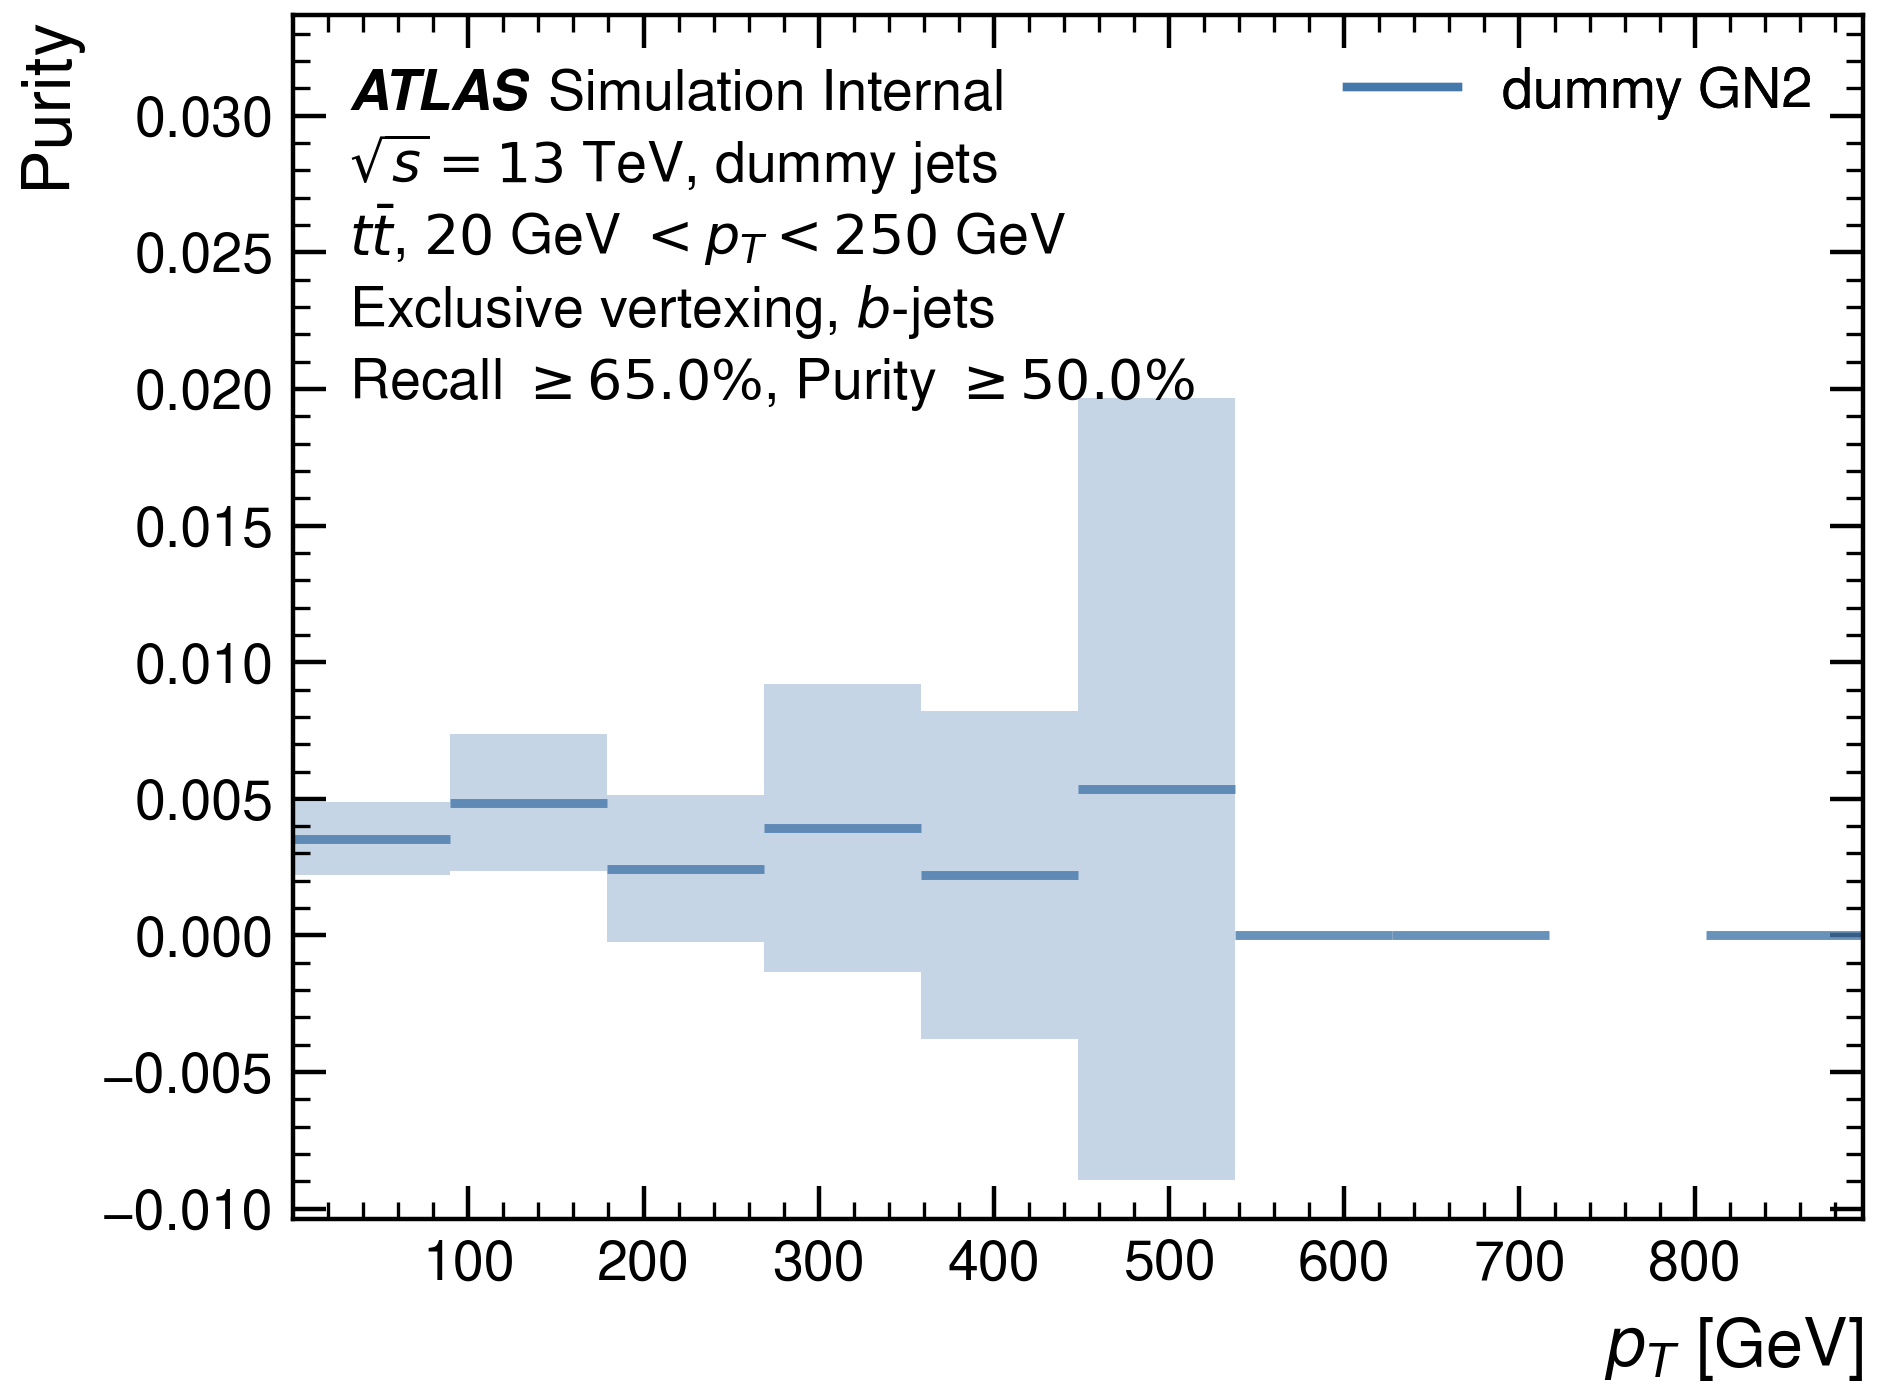 Purity
ATLAS Simulation Internal
√s = 13 TeV, dummy jets
tt̄, 20 GeV < p_T < 250 GeV
Exclusive vertexing, b-jets
Recall ≥ 65.0%, Purity ≥ 50.0%
dummy GN2
0.030
0.025
0.020
0.015
0.010
0.005
0.000
−0.005
−0.010
100 200 300 400 500 600 700 800
p_T [GeV]